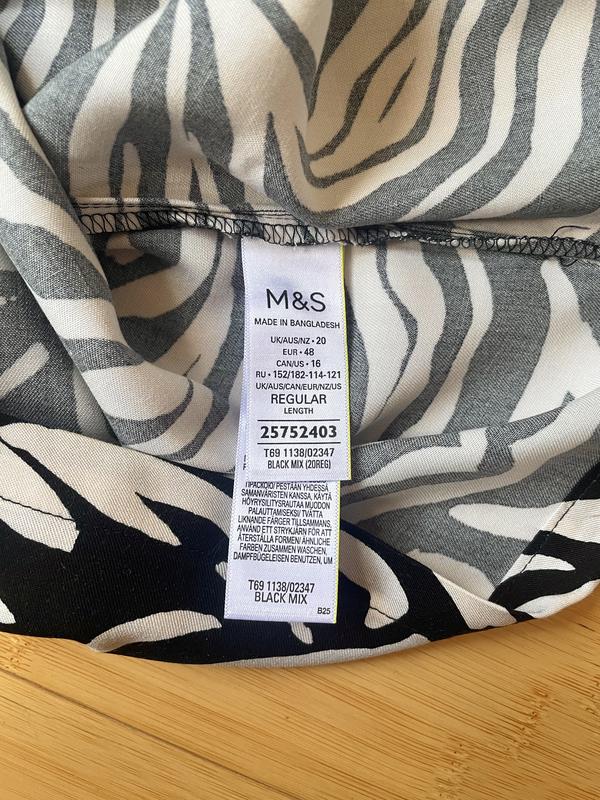 M&S
MADE IN BANGLADESH
UK/AUS/NZ • 20
EUR • 48
CAN/US • 16
RU • 152/182-114-121
UK/AUS/CAN/EUR/NZ/US
REGULAR
LENGTH
25752403
T69 1138/02347
BLACK MIX (20REG)
TIPACKOR/ PESTÄÄN YHDESSÄ
SAMANVÄRISTEN KANSSA, KÄYTÄ
HÖYRYSILITYSRAUTAA MUODON
PALAUTTAMISEKSI/ TVÄTTA
LIKNANDE FÄRGER TILLSAMMANS,
ANVÄND ETT STRYKJÄRN FÖR ATT
ÅTERSTÄLLA FORMEN/ ÄHNLICHE
FARBEN ZUSAMMEN WASCHEN,
DAMPFBÜGELEISEN BENUTZEN, UM
T69 1138/02347
BLACK MIX
B25